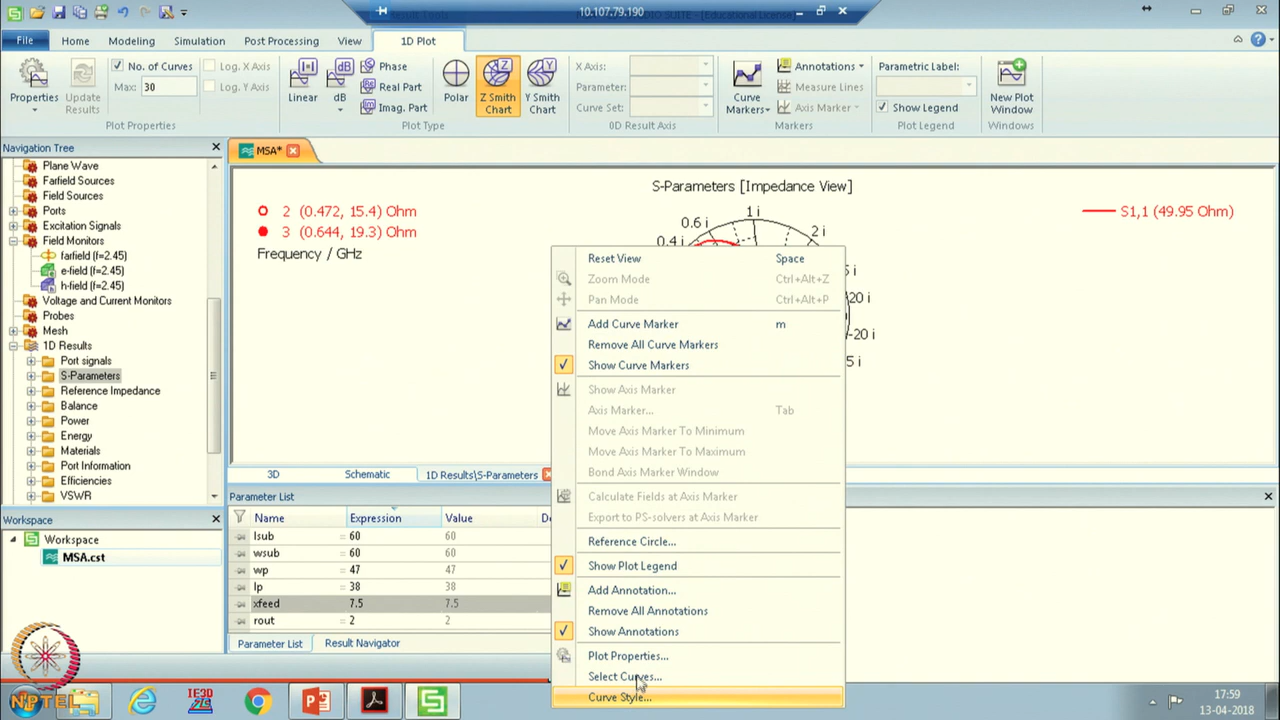 10.107.79.190
File Home Modeling Simulation Post Processing View 1D Plot
Properties
Update Results
No. of Curves
Max: 30
Log. X Axis
Log. Y Axis
Plot Properties
Linear
dB
Phase
Real Part
Imag. Part
Polar
Z Smith Chart
Y Smith Chart
Plot Type
X Axis:
Parameter:
Curve Set:
0D Result Axis
Curve Markers
Annotations
Measure Lines
Axis Marker
Markers
Parametric Label:
Show Legend
Plot Legend
New Plot Window
Windows
Navigation Tree
Plane Wave
Farfield Sources
Field Sources
Ports
Excitation Signals
Field Monitors
farfield (f=2.45)
e-field (f=2.45)
h-field (f=2.45)
Voltage and Current Monitors
Probes
Mesh
1D Results
Port signals
S-Parameters
Reference Impedance
Balance
Power
Energy
Materials
Port Information
Efficiencies
VSWR
Workspace
Workspace
MSA.cst
MSA*
S-Parameters [Impedance View]
2 (0.472, 15.4) Ohm
3 (0.644, 19.3) Ohm
Frequency / GHz
S1,1 (49.95 Ohm)
1 i
0.6 i
2 i
0.4 i
5 i
20 i
-20 i
5 i
Reset View Space
Zoom Mode Ctrl+Alt+Z
Pan Mode Ctrl+Alt+P
Add Curve Marker m
Remove All Curve Markers
Show Curve Markers
Show Axis Marker
Axis Marker... Tab
Move Axis Marker To Minimum
Move Axis Marker To Maximum
Bond Axis Marker Window
Calculate Fields at Axis Marker
Export to PS-solvers at Axis Marker
Reference Circle...
Show Plot Legend
Add Annotation...
Remove All Annotations
Show Annotations
Plot Properties...
Select Curves...
Curve Style...
3D Schematic 1D Results\S-Parameters
Parameter List
Name Expression Value
lsub = 60 60
wsub = 60 60
wp = 47 47
lp = 38 38
xfeed = 7.5 7.5
rout = 2 2
Parameter List Result Navigator
NPTEL
IE3D
17:59
13-04-2018